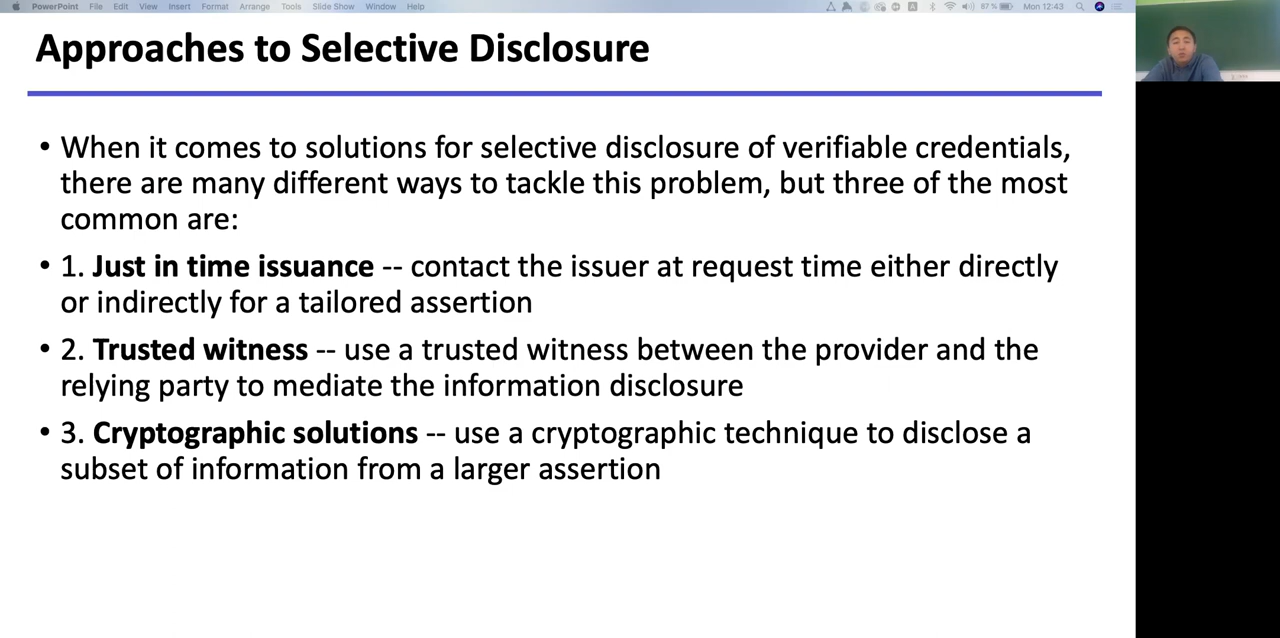 PowerPoint File Edit View Insert Format Arrange Tools Slide Show Window Help 87% Mon 12:43
Approaches to Selective Disclosure
• When it comes to solutions for selective disclosure of verifiable credentials,
there are many different ways to tackle this problem, but three of the most
common are:
• 1. Just in time issuance -- contact the issuer at request time either directly
or indirectly for a tailored assertion
• 2. Trusted witness -- use a trusted witness between the provider and the
relying party to mediate the information disclosure
• 3. Cryptographic solutions -- use a cryptographic technique to disclose a
subset of information from a larger assertion